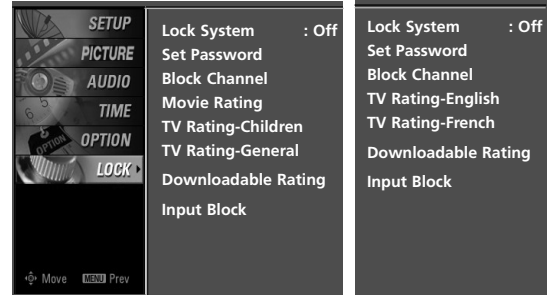 SETUP
PICTURE
AUDIO
TIME
OPTION
LOCK
Move MENU Prev
Lock System : Off
Set Password
Block Channel
Movie Rating
TV Rating-Children
TV Rating-General
Downloadable Rating
Input Block
Lock System : Off
Set Password
Block Channel
TV Rating-English
TV Rating-French
Downloadable Rating
Input Block